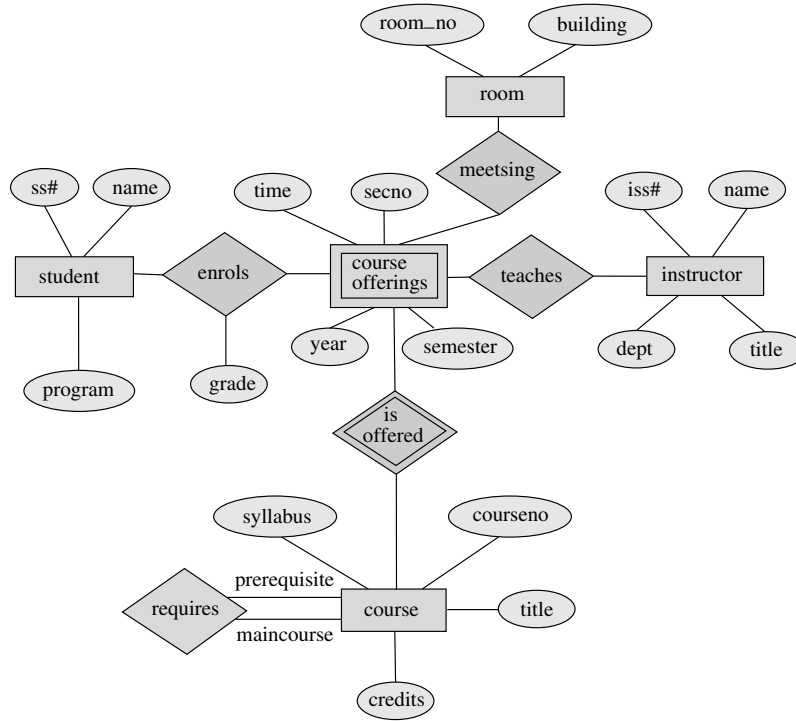 room_no
building
room
meetsing
ss#
name
time
secno
iss#
name
student
enrols
course
offerings
teaches
instructor
year
semester
dept
title
program
grade
is
offered
syllabus
courseno
prerequisite
requires
course
title
maincourse
credits